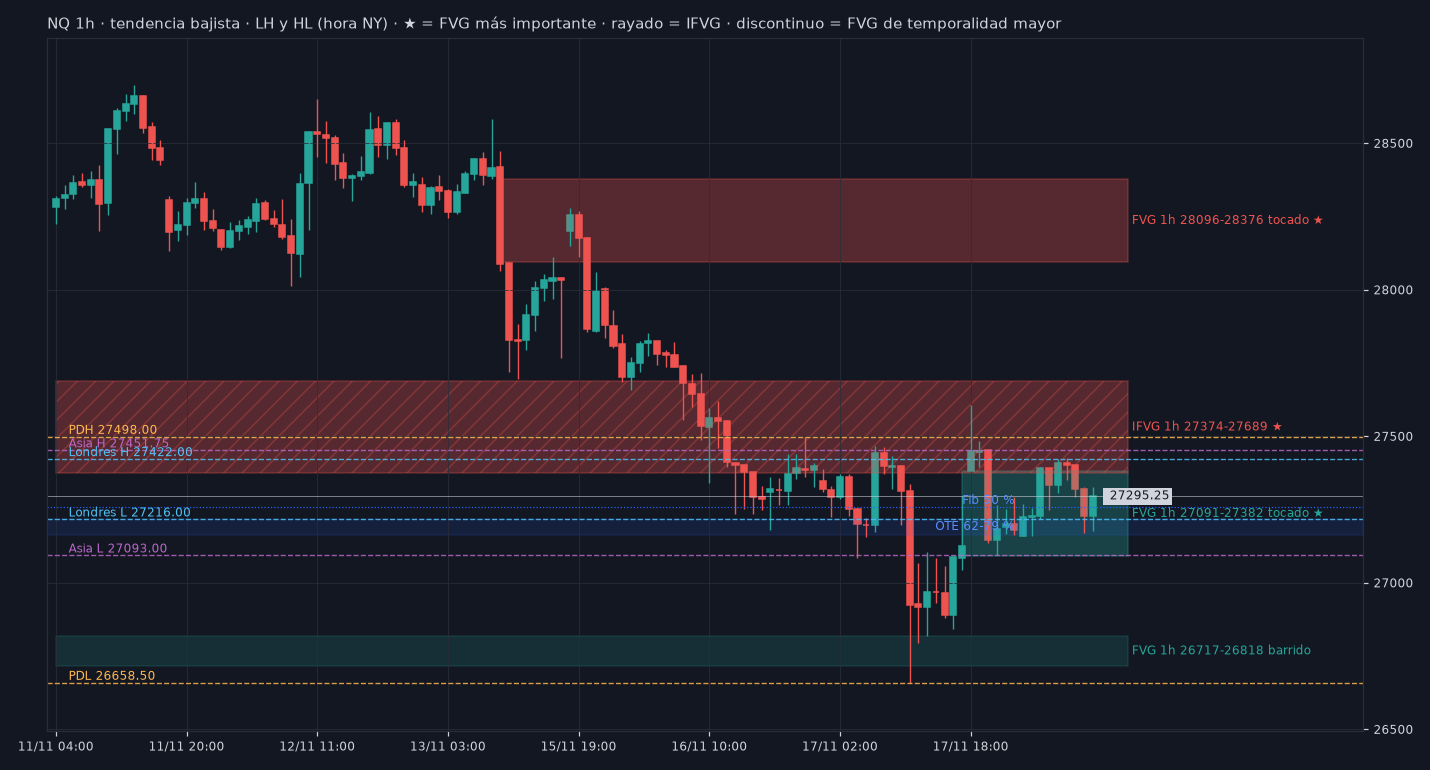 NQ 1h · tendencia bajista · LH y HL (hora NY) · ★ = FVG más importante · rayado = IFVG · discontinuo = FVG de temporalidad mayor
28500
FVG 1h 28096-28376 tocado ★
28000
PDH 27498.00
IFVG 1h 27374-27689 ★
27500
Asia H 27451.75
Londres H 27422.00
27295.25
Fib 50 %
Londres L 27216.00
FVG 1h 27091-27382 tocado ★
OTE 62-79 %
Asia L 27093.00
27000
FVG 1h 26717-26818 barrido
PDL 26658.50
26500
11/11 04:00
11/11 20:00
12/11 11:00
13/11 03:00
15/11 19:00
16/11 10:00
17/11 02:00
17/11 18:00